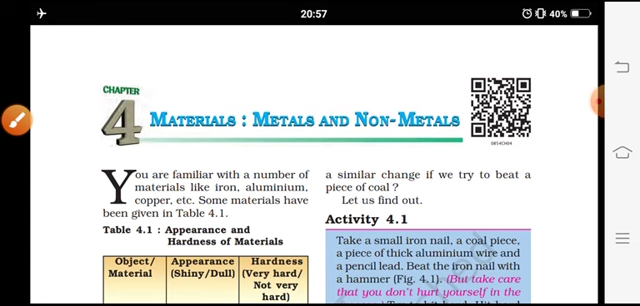 20:57
40%
CHAPTER
4 MATERIALS : METALS AND NON-METALS
0854CH04
You are familiar with a number of
materials like iron, aluminium,
copper, etc. Some materials have
been given in Table 4.1.
Table 4.1 : Appearance and
Hardness of Materials
Object/ Appearance Hardness
Material (Shiny/Dull) (Very hard/
Not very
hard)
a similar change if we try to beat a
piece of coal ?
Let us find out.
Activity 4.1
Take a small iron nail, a coal piece,
a piece of thick aluminium wire and
a pencil lead. Beat the iron nail with
a hammer (Fig. 4.1). (But take care
that you don't hurt yourself in the